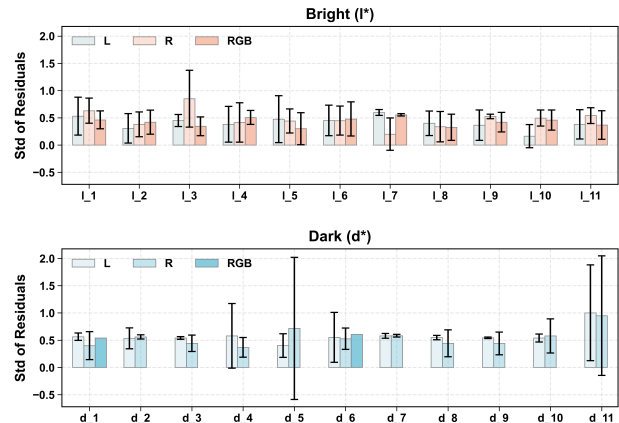 Bright (l*)
L R RGB
Std of Residuals
2.0
1.5
1.0
0.5
0.0
−0.5
l_1 l_2 l_3 l_4 l_5 l_6 l_7 l_8 l_9 l_10 l_11
Dark (d*)
L R RGB
Std of Residuals
2.0
1.5
1.0
0.5
0.0
−0.5
d_1 d_2 d_3 d_4 d_5 d_6 d_7 d_8 d_9 d_10 d_11